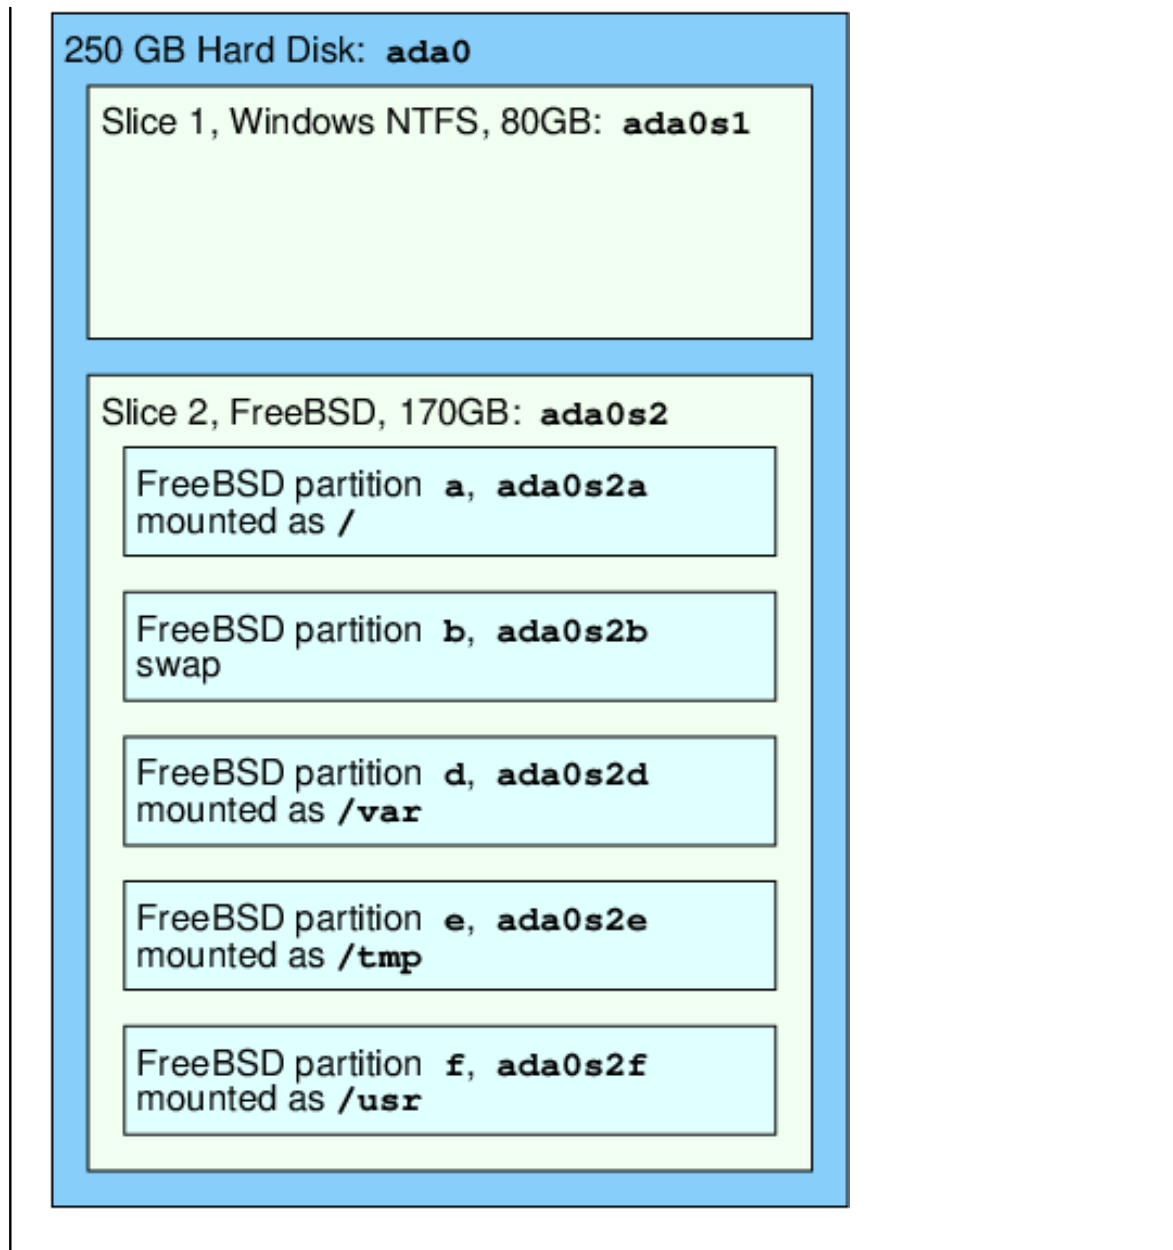 250 GB Hard Disk: ada0
Slice 1, Windows NTFS, 80GB: ada0s1
Slice 2, FreeBSD, 170GB: ada0s2
FreeBSD partition a, ada0s2a
mounted as /
FreeBSD partition b, ada0s2b
swap
FreeBSD partition d, ada0s2d
mounted as /var
FreeBSD partition e, ada0s2e
mounted as /tmp
FreeBSD partition f, ada0s2f
mounted as /usr